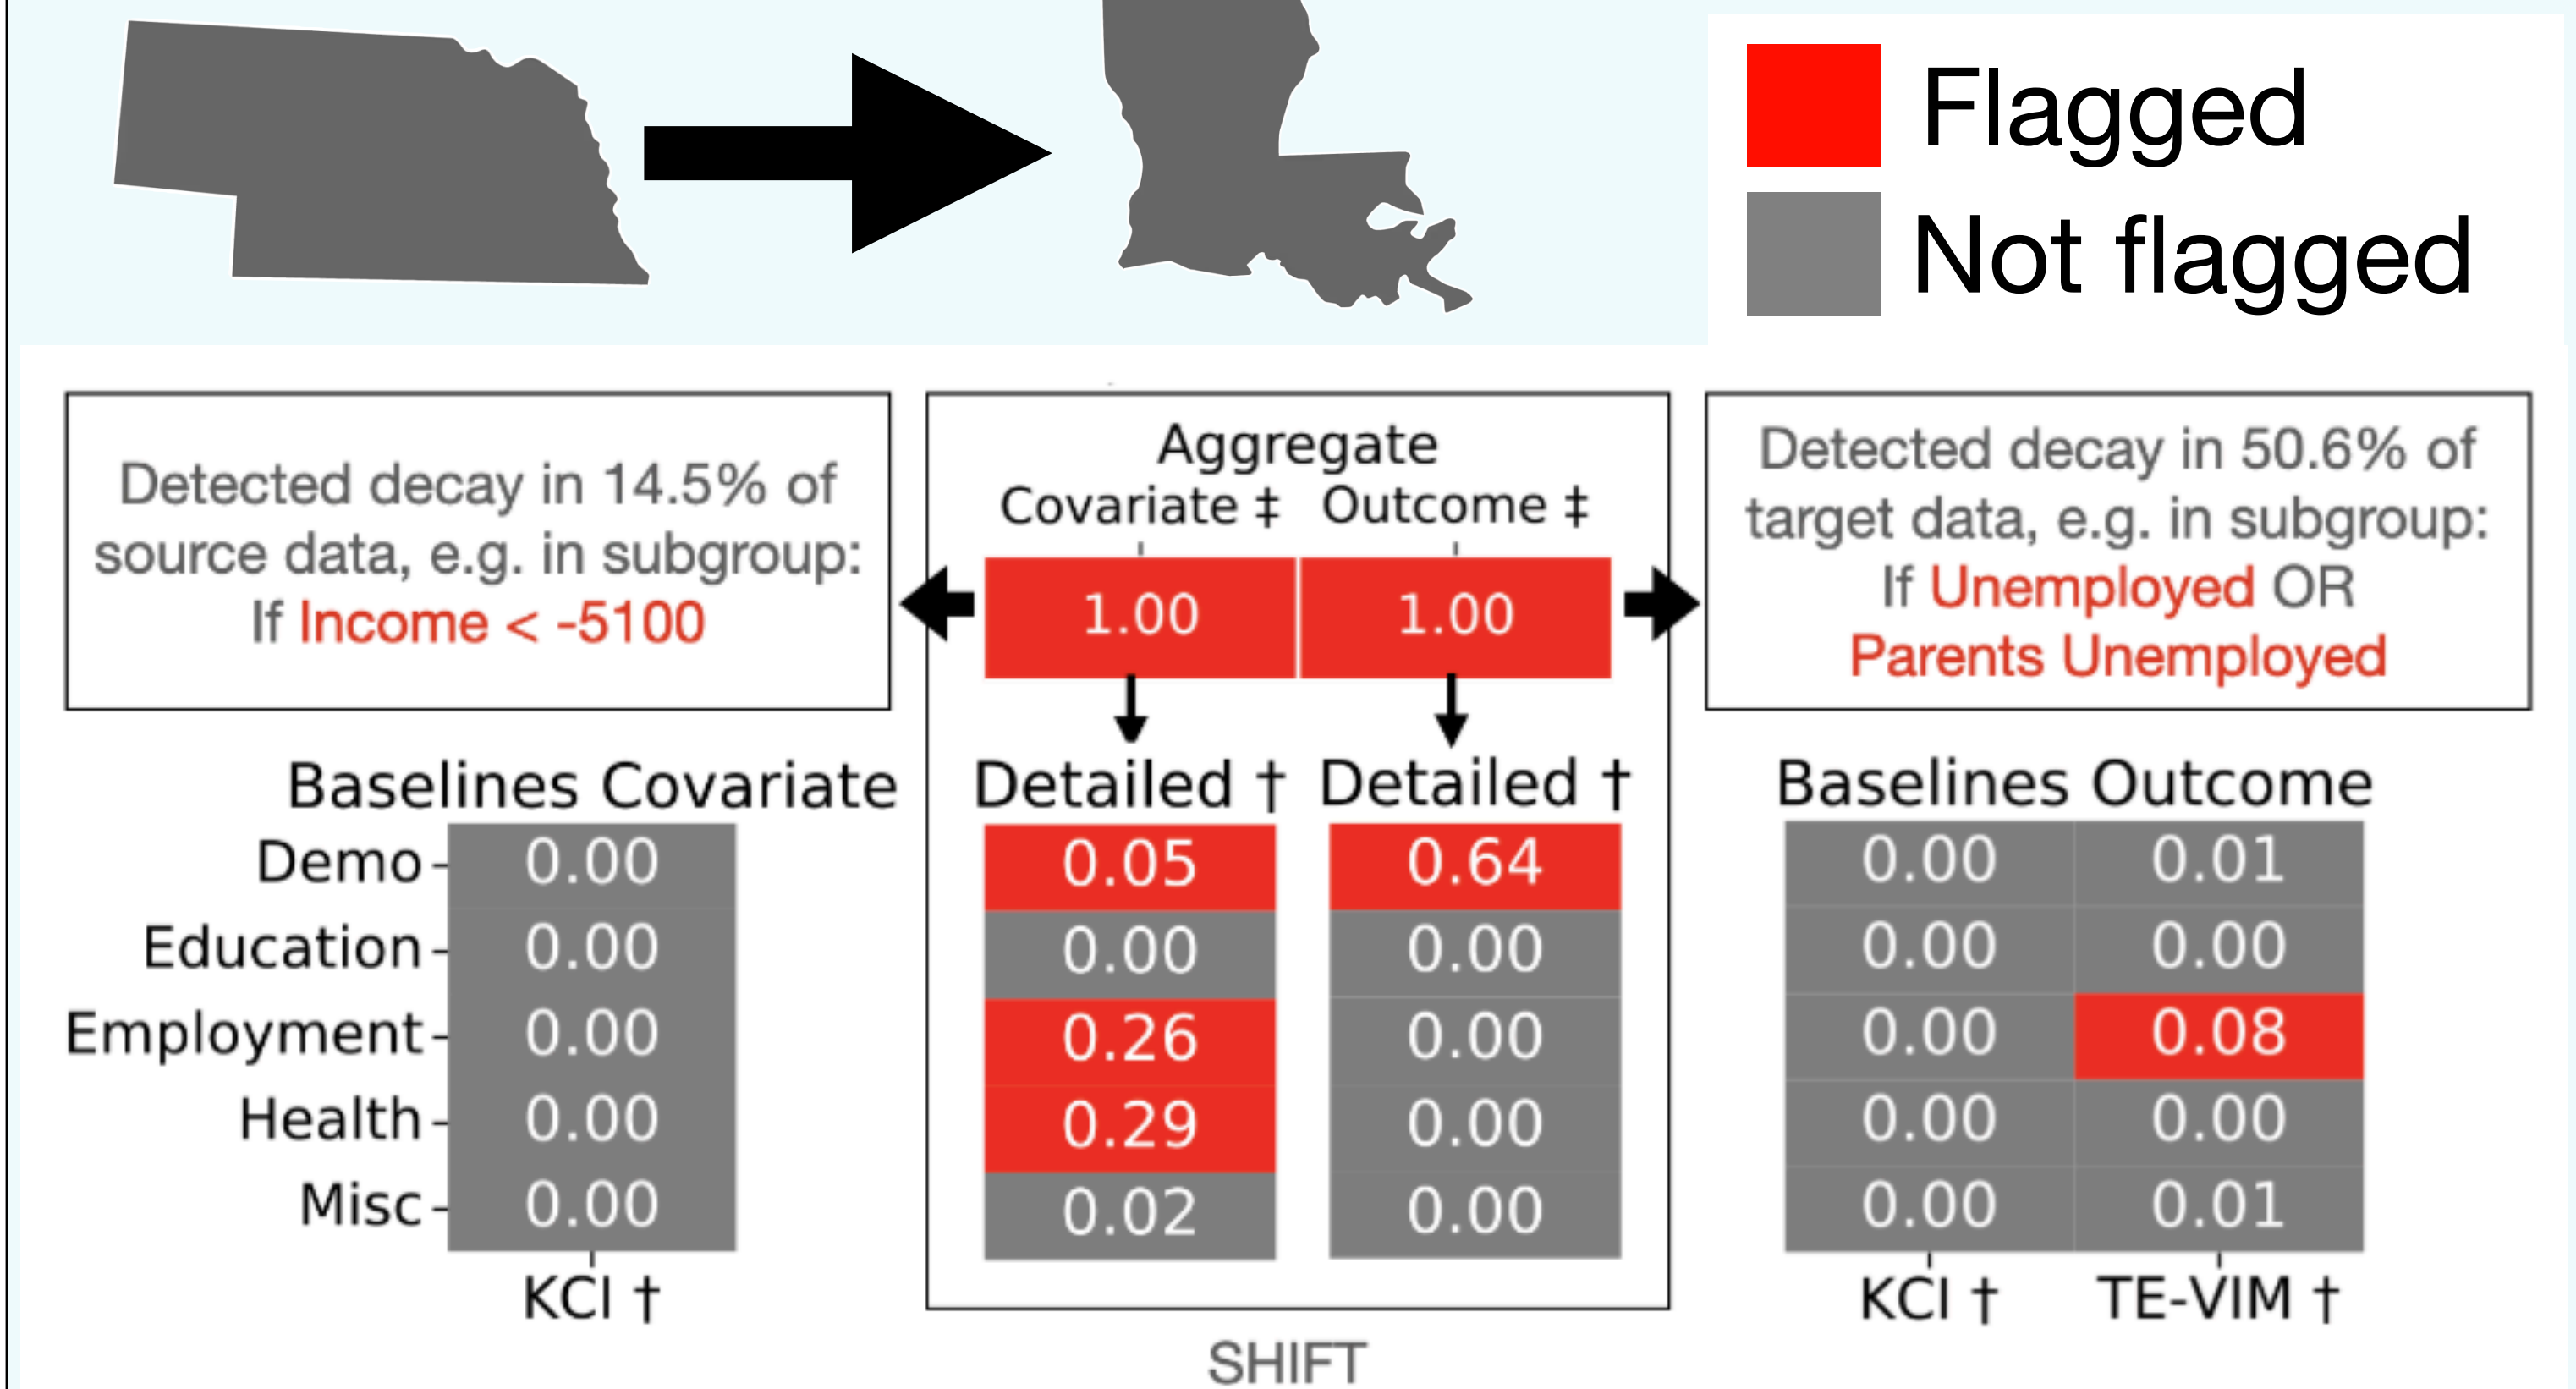 Flagged
Not flagged
Detected decay in 14.5% of
source data, e.g. in subgroup:
If Income < -5100
Aggregate
Covariate ‡ Outcome ‡
1.00 1.00
Detected decay in 50.6% of
target data, e.g. in subgroup:
If Unemployed OR
Parents Unemployed
Baselines Covariate
Demo 0.00
Education 0.00
Employment 0.00
Health 0.00
Misc 0.00
KCI †
Detailed † Detailed †
0.05 0.64
0.00 0.00
0.26 0.00
0.29 0.00
0.02 0.00
SHIFT
Baselines Outcome
0.00 0.01
0.00 0.00
0.00 0.08
0.00 0.00
0.00 0.01
KCI † TE-VIM †